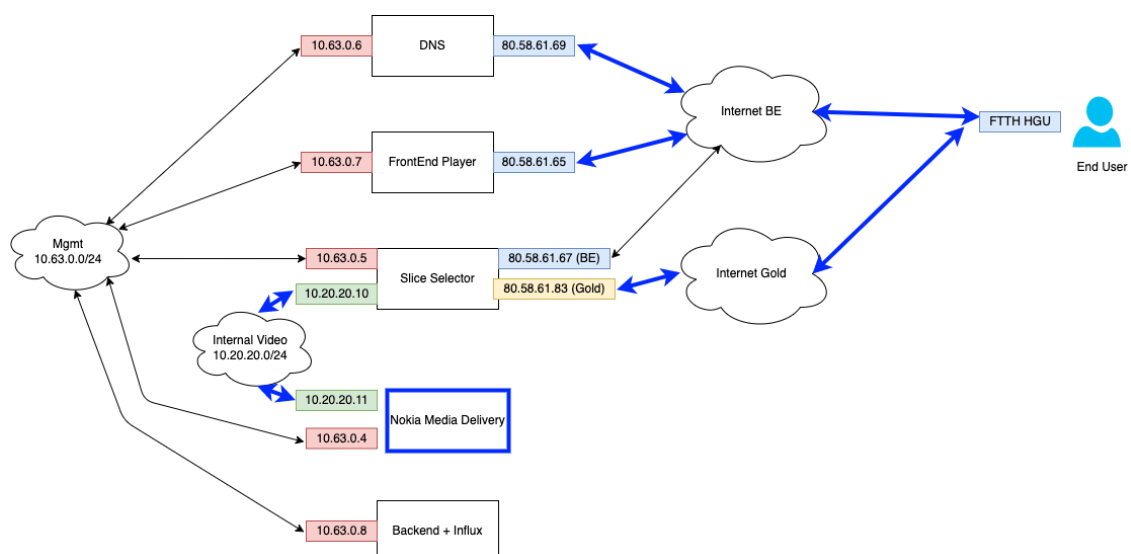 10.63.0.6
DNS
80.58.61.69
Internet BE
FTTH HGU
End User
10.63.0.7
FrontEnd Player
80.58.61.65
Mgmt
10.63.0.0/24
10.63.0.5
Slice Selector
80.58.61.67 (BE)
80.58.61.83 (Gold)
Internet Gold
10.20.20.10
Internal Video
10.20.20.0/24
10.20.20.11
Nokia Media Delivery
10.63.0.4
10.63.0.8
Backend + Influx